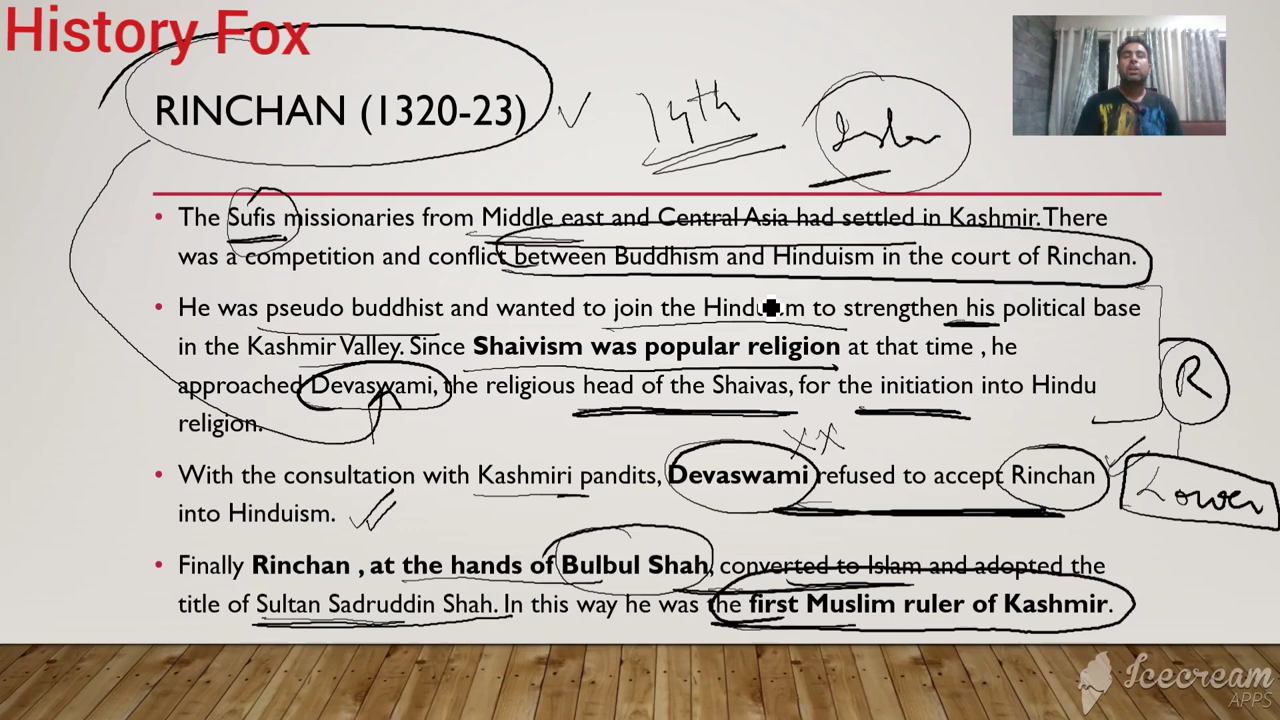 History Fox
RINCHAN (1320-23)
14th
• The Sufis missionaries from Middle east and Central Asia had settled in Kashmir. There
was a competition and conflict between Buddhism and Hinduism in the court of Rinchan.
• He was pseudo buddhist and wanted to join the Hinduism to strengthen his political base
in the Kashmir Valley. Since Shaivism was popular religion at that time , he
approached Devaswami, the religious head of the Shaivas, for the initiation into Hindu
religion.
R
• With the consultation with Kashmiri pandits, Devaswami refused to accept Rinchan
into Hinduism.
Lower
• Finally Rinchan , at the hands of Bulbul Shah, converted to Islam and adopted the
title of Sultan Sadruddin Shah. In this way he was the first Muslim ruler of Kashmir.
Icecream
APPS